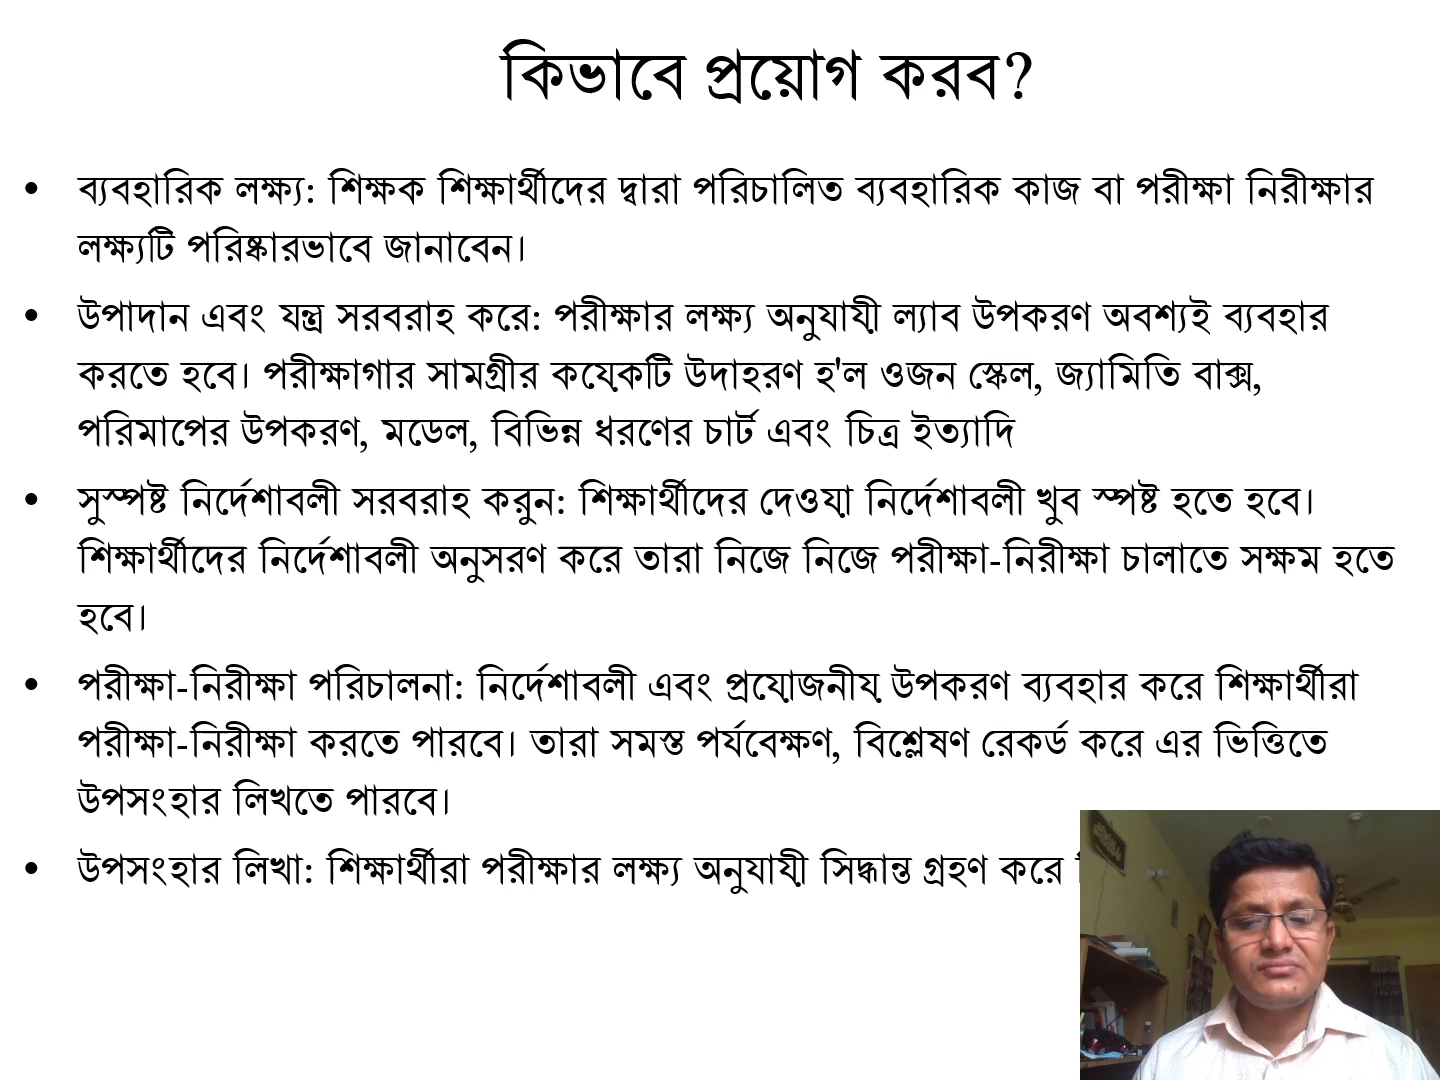 কিভাবে প্রয়োগ করব?
• ব্যবহারিক লক্ষ্য: শিক্ষক শিক্ষার্থীদের দ্বারা পরিচালিত ব্যবহারিক কাজ বা পরীক্ষা নিরীক্ষার
লক্ষ্যটি পরিষ্কারভাবে জানাবেন।
• উপাদান এবং যন্ত্র সরবরাহ করে: পরীক্ষার লক্ষ্য অনুযায়ী ল্যাব উপকরণ অবশ্যই ব্যবহার
করতে হবে। পরীক্ষাগার সামগ্রীর কয়েকটি উদাহরণ হ'ল ওজন স্কেল, জ্যামিতি বাক্স,
পরিমাপের উপকরণ, মডেল, বিভিন্ন ধরণের চার্ট এবং চিত্র ইত্যাদি
• সুস্পষ্ট নির্দেশাবলী সরবরাহ করুন: শিক্ষার্থীদের দেওয়া নির্দেশাবলী খুব স্পষ্ট হতে হবে।
শিক্ষার্থীদের নির্দেশাবলী অনুসরণ করে তারা নিজে নিজে পরীক্ষা-নিরীক্ষা চালাতে সক্ষম হতে
হবে।
• পরীক্ষা-নিরীক্ষা পরিচালনা: নির্দেশাবলী এবং প্রয়োজনীয় উপকরণ ব্যবহার করে শিক্ষার্থীরা
পরীক্ষা-নিরীক্ষা করতে পারবে। তারা সমস্ত পর্যবেক্ষণ, বিশ্লেষণ রেকর্ড করে এর ভিত্তিতে
উপসংহার লিখতে পারবে।
• উপসংহার লিখা: শিক্ষার্থীরা পরীক্ষার লক্ষ্য অনুযায়ী সিদ্ধান্ত গ্রহণ করে